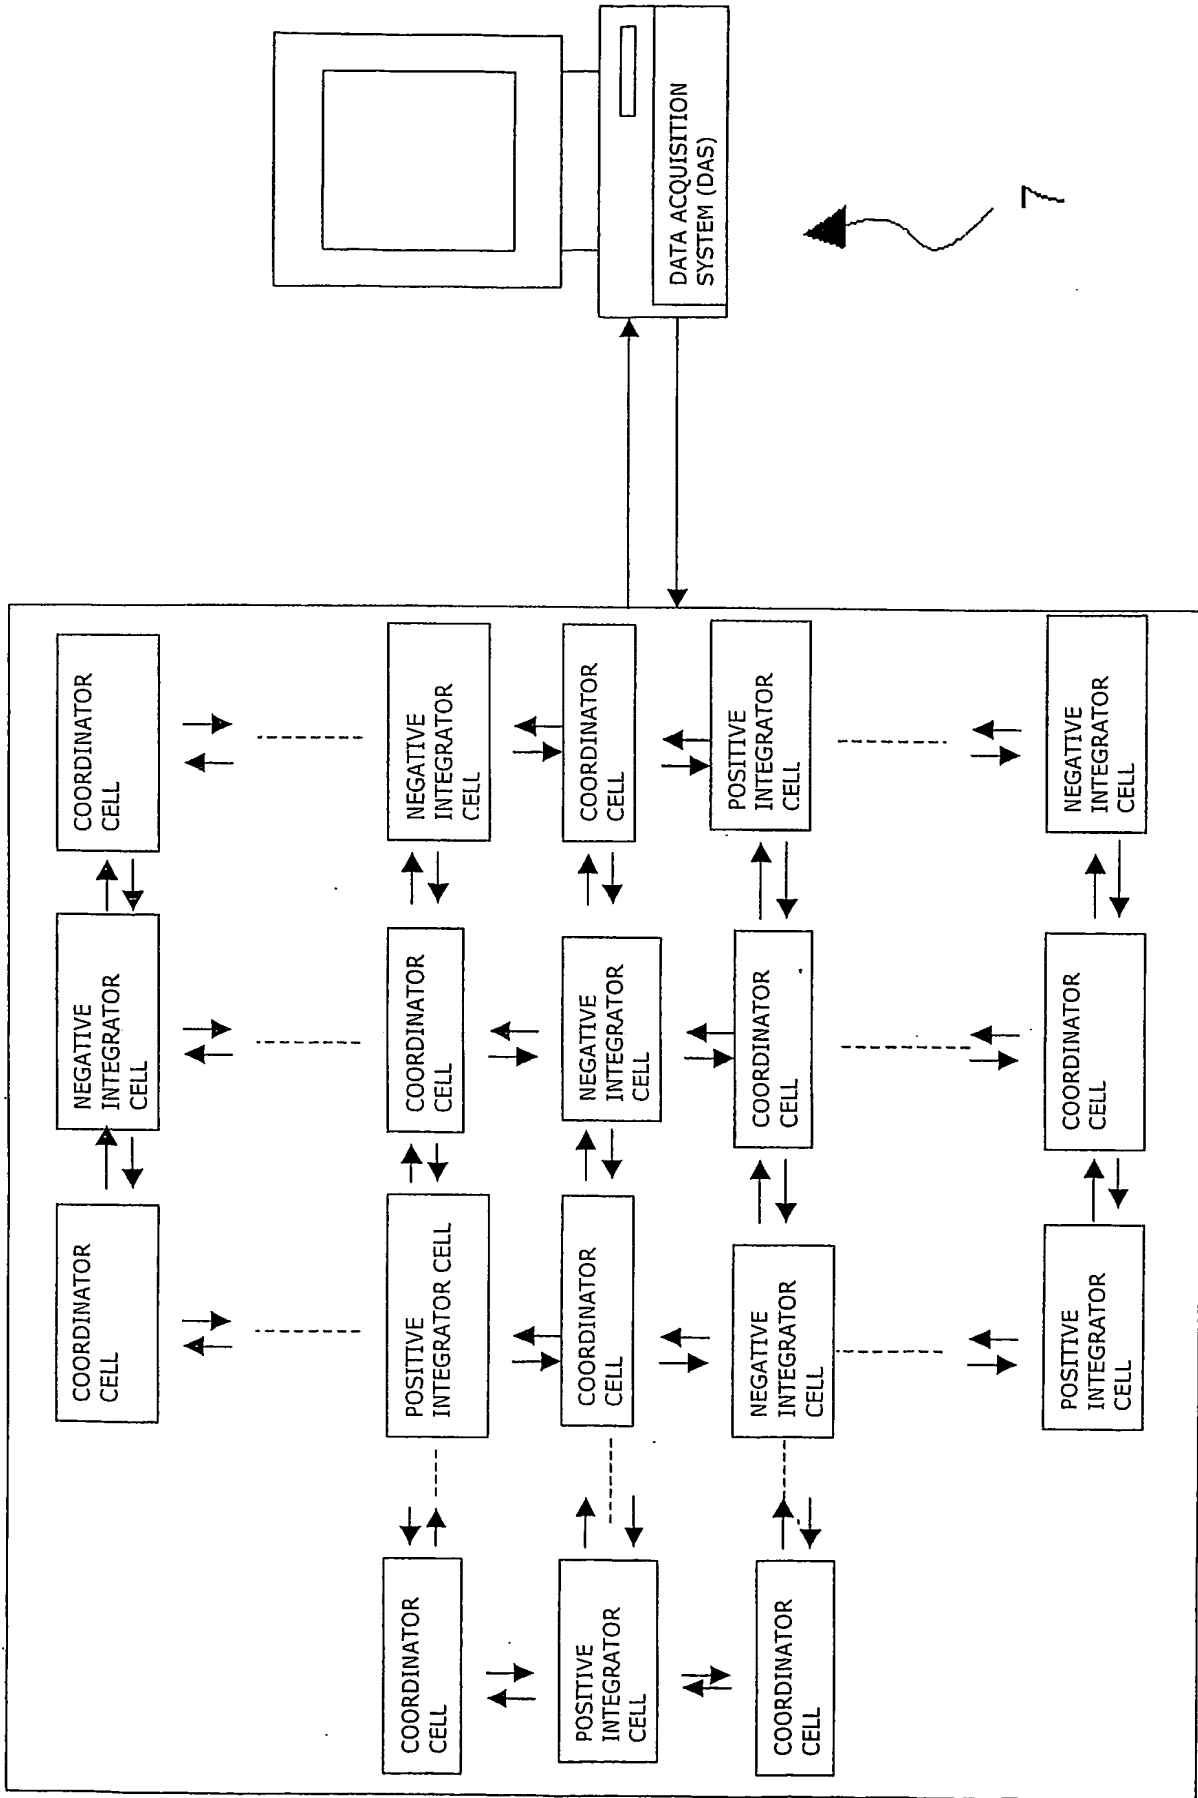 COORDINATOR
CELL
NEGATIVE
INTEGRATOR
CELL
COORDINATOR
CELL
COORDINATOR
CELL
POSITIVE
INTEGRATOR CELL
COORDINATOR
CELL
NEGATIVE
INTEGRATOR
CELL
POSITIVE
INTEGRATOR
CELL
COORDINATOR
CELL
NEGATIVE
INTEGRATOR
CELL
COORDINATOR
CELL
COORDINATOR
CELL
NEGATIVE
INTEGRATOR
CELL
COORDINATOR
CELL
POSITIVE
INTEGRATOR
CELL
POSITIVE
INTEGRATOR
CELL
COORDINATOR
CELL
NEGATIVE
INTEGRATOR
CELL
DATA ACQUISITION
SYSTEM (DAS)
7